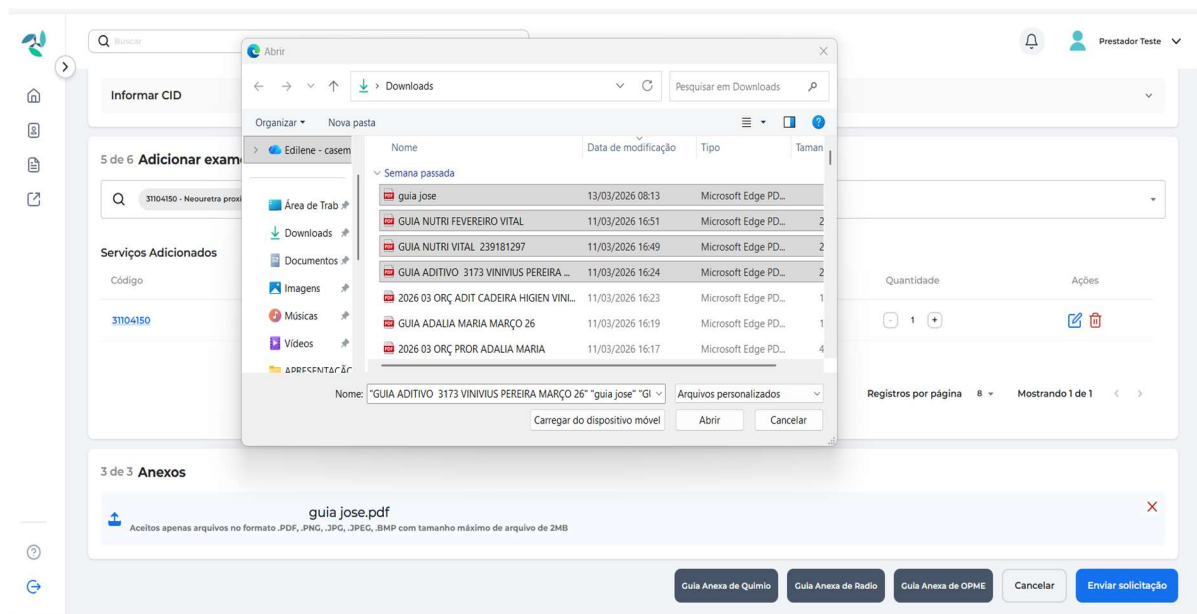 Buscar
Prestador Teste
Informar CID
5 de 6 Adicionar exam
31104150 - Neouretra proxi
Serviços Adicionados
Código
Quantidade
Ações
31104150
1
Registros por página 8
Mostrando 1 de 1
Abrir
Downloads
Pesquisar em Downloads
Organizar
Nova pasta
Edilene - casem
Área de Trab
Downloads
Documentos
Imagens
Músicas
Vídeos
APRESENTAÇÃC
Nome Data de modificação Tipo Taman
Semana passada
guia jose 13/03/2026 08:13 Microsoft Edge PD...
GUIA NUTRI FEVEREIRO VITAL 11/03/2026 16:51 Microsoft Edge PD... 2
GUIA NUTRI VITAL 239181297 11/03/2026 16:49 Microsoft Edge PD... 2
GUIA ADITIVO 3173 VINIVIUS PEREIRA ... 11/03/2026 16:24 Microsoft Edge PD... 2
2026 03 ORÇ ADIT CADEIRA HIGIEN VINI... 11/03/2026 16:23 Microsoft Edge PD... 1
GUIA ADALIA MARIA MARÇO 26 11/03/2026 16:19 Microsoft Edge PD... 1
2026 03 ORÇ PROR ADALIA MARIA 11/03/2026 16:17 Microsoft Edge PD... 4
Nome: "GUIA ADITIVO 3173 VINIVIUS PEREIRA MARÇO 26" "guia jose" "GI
Arquivos personalizados
Carregar do dispositivo móvel
Abrir
Cancelar
3 de 3 Anexos
guia jose.pdf
Aceitos apenas arquivos no formato .PDF, .PNG, .JPG, .JPEG, .BMP com tamanho máximo de arquivo de 2MB
Guia Anexa de Quimio
Guia Anexa de Radio
Guia Anexa de OPME
Cancelar
Enviar solicitação